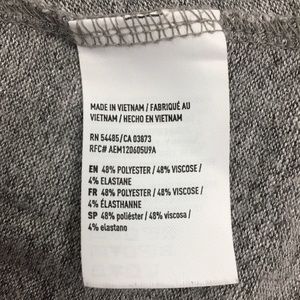 MADE IN VIETNAM / FABRIQUÉ AU
VIETNAM / HECHO EN VIETNAM
RN 54485/CA 03873
RFC# AEM120605U9A
EN 48% POLYESTER / 48% VISCOSE /
4% ELASTANE
FR 48% POLYESTER / 48% VISCOSE /
4% ÉLASTHANNE
SP 48% poliéster / 48% viscosa /
4% elastano